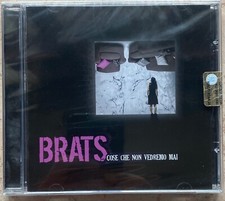 BRATS
COSE CHE NON VEDREMO MAI